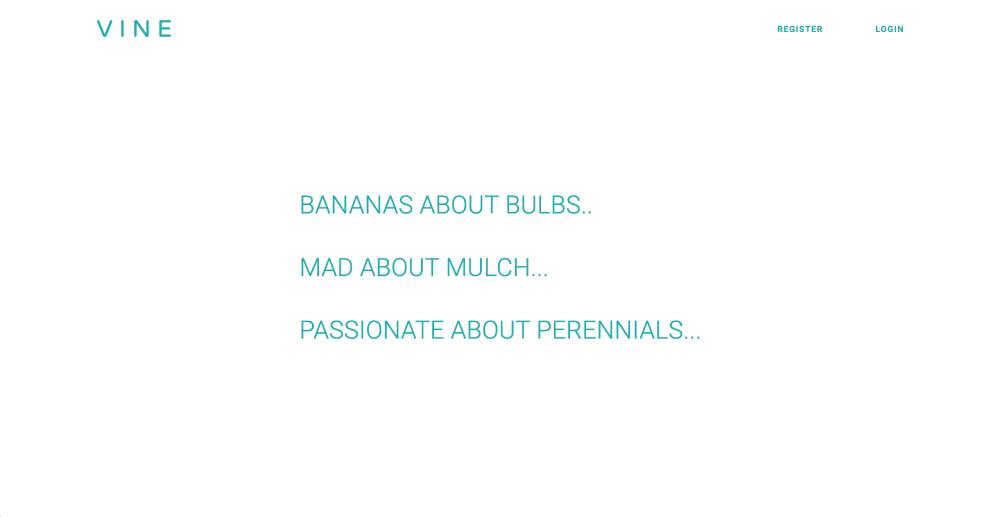 VINE
REGISTER
LOGIN
BANANAS ABOUT BULBS..
MAD ABOUT MULCH...
PASSIONATE ABOUT PERENNIALS...